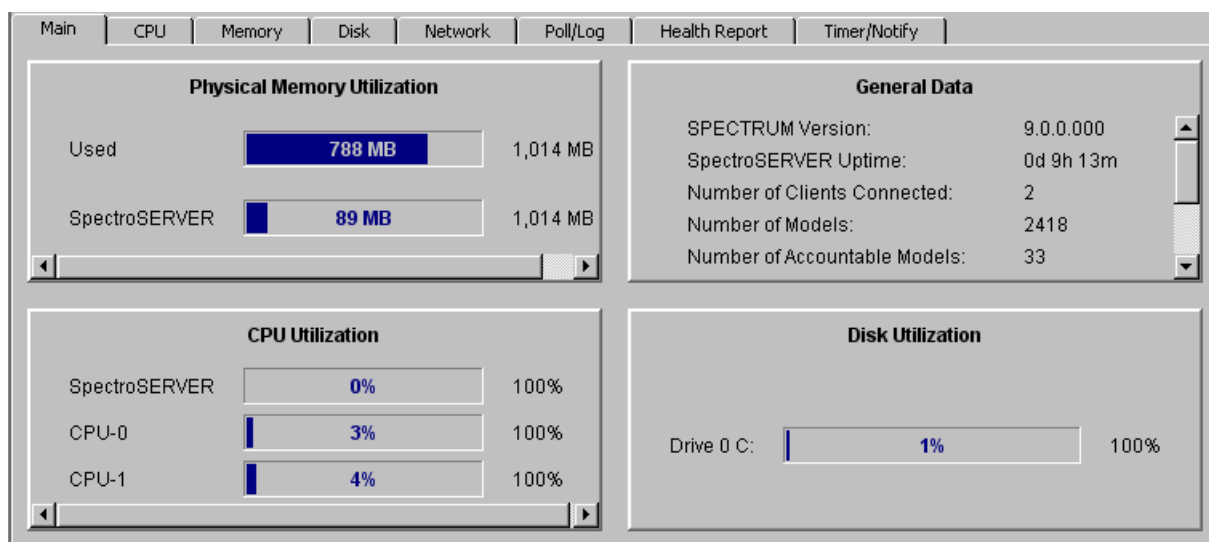 Main CPU Memory Disk Network Poll/Log Health Report Timer/Notify
Physical Memory Utilization
Used 788 MB 1,014 MB
SpectroSERVER 89 MB 1,014 MB
General Data
SPECTRUM Version: 9.0.0.000
SpectroSERVER Uptime: 0d 9h 13m
Number of Clients Connected: 2
Number of Models: 2418
Number of Accountable Models: 33
CPU Utilization
SpectroSERVER 0% 100%
CPU-0 3% 100%
CPU-1 4% 100%
Disk Utilization
Drive 0 C: 1% 100%